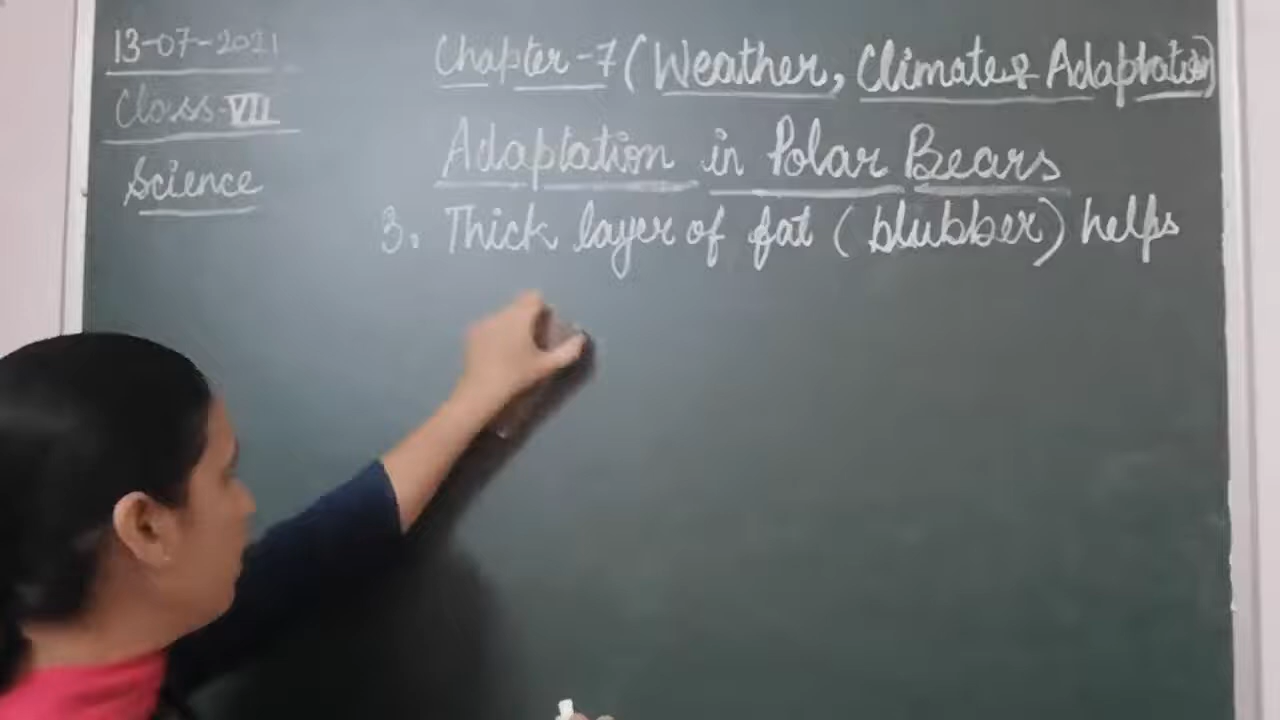 13-07-2021
Class-VII
Science
Chapter-7 (Weather, Climate & Adaptation)
Adaptation in Polar Bears
3. Thick layer of fat (blubber) helps